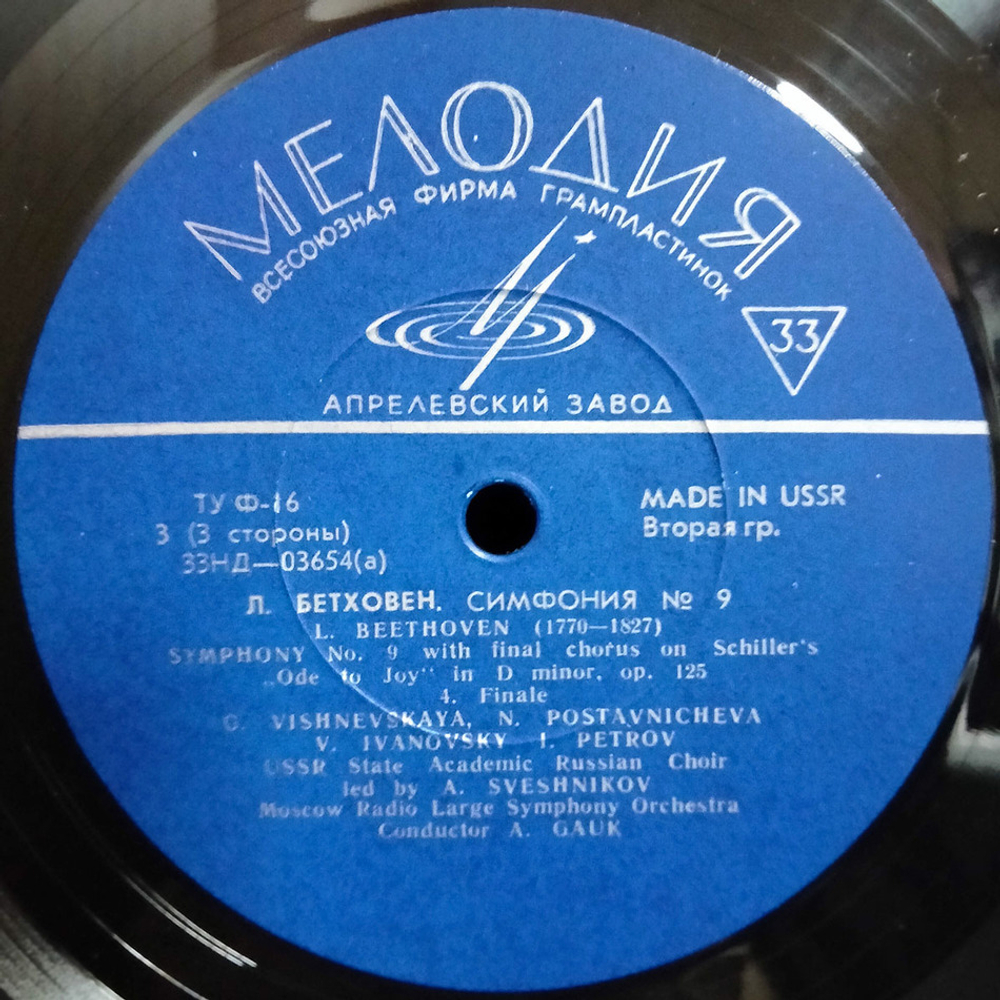 МЕЛОДИЯ
ВСЕСОЮЗНАЯ ФИРМА ГРАМПЛАСТИНОК
33
АПРЕЛЕВСКИЙ ЗАВОД
ТУ Ф-16
3 (3 стороны)
33НД—03654(а)
MADE IN USSR
Вторая гр.
Л. БЕТХОВЕН. СИМФОНИЯ № 9
L. BEETHOVEN (1770—1827)
SYMPHONY No. 9 with final chorus on Schiller's
„Ode to Joy“ in D minor, op. 125
4. Finale
G. VISHNEVSKAYA, N. POSTAVNICHEVA
V. IVANOVSKY I. PETROV
USSR State Academic Russian Choir
led by A. SVESHNIKOV
Moscow Radio Large Symphony Orchestra
Conductor A. GAUK